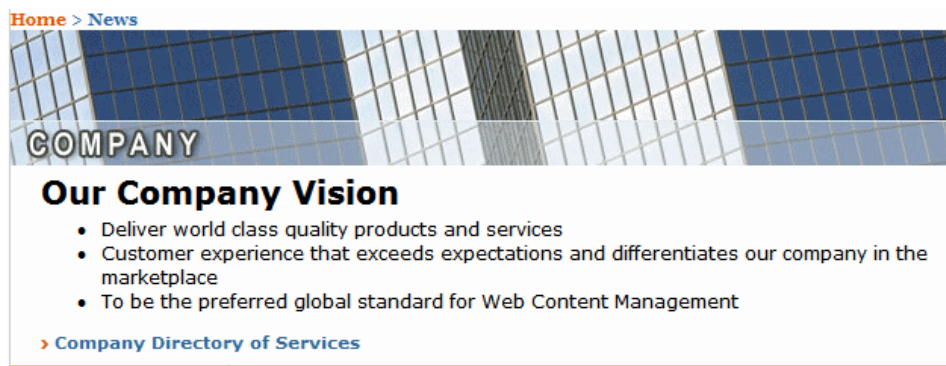 Home > News
COMPANY
Our Company Vision
• Deliver world class quality products and services
• Customer experience that exceeds expectations and differentiates our company in the
marketplace
• To be the preferred global standard for Web Content Management
› Company Directory of Services